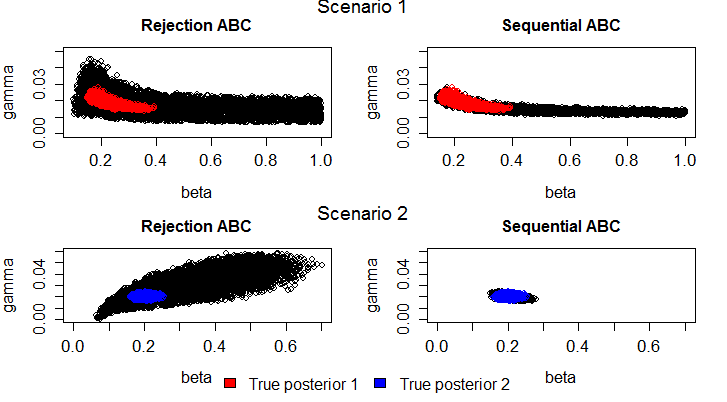 Scenario 1
Rejection ABC
Sequential ABC
gamma
0.00 0.03
0.2 0.4 0.6 0.8 1.0
beta
gamma
0.00 0.03
0.2 0.4 0.6 0.8 1.0
beta
Scenario 2
Rejection ABC
Sequential ABC
gamma
0.00 0.04
0.0 0.2 0.4 0.6
beta
gamma
0.00 0.04
0.0 0.2 0.4 0.6
beta
True posterior 1
True posterior 2